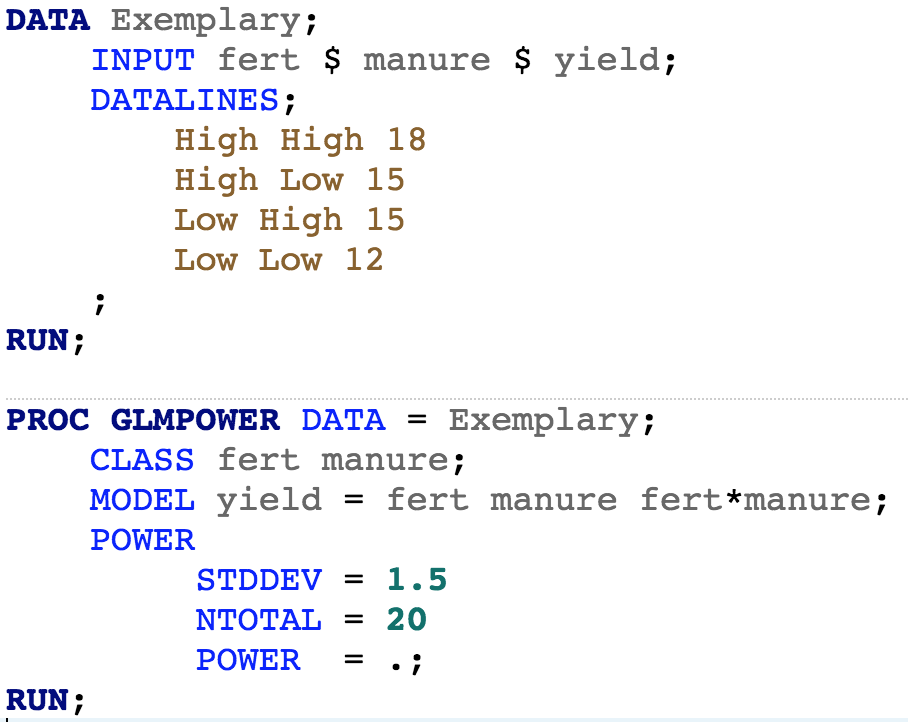 DATA Exemplary;
INPUT fert $ manure $ yield;
DATALINES;
High High 18
High Low 15
Low High 15
Low Low 12
;
RUN;
PROC GLMPOWER DATA = Exemplary;
CLASS fert manure;
MODEL yield = fert manure fert*manure;
POWER
STDDEV = 1.5
NTOTAL = 20
POWER = .;
RUN;